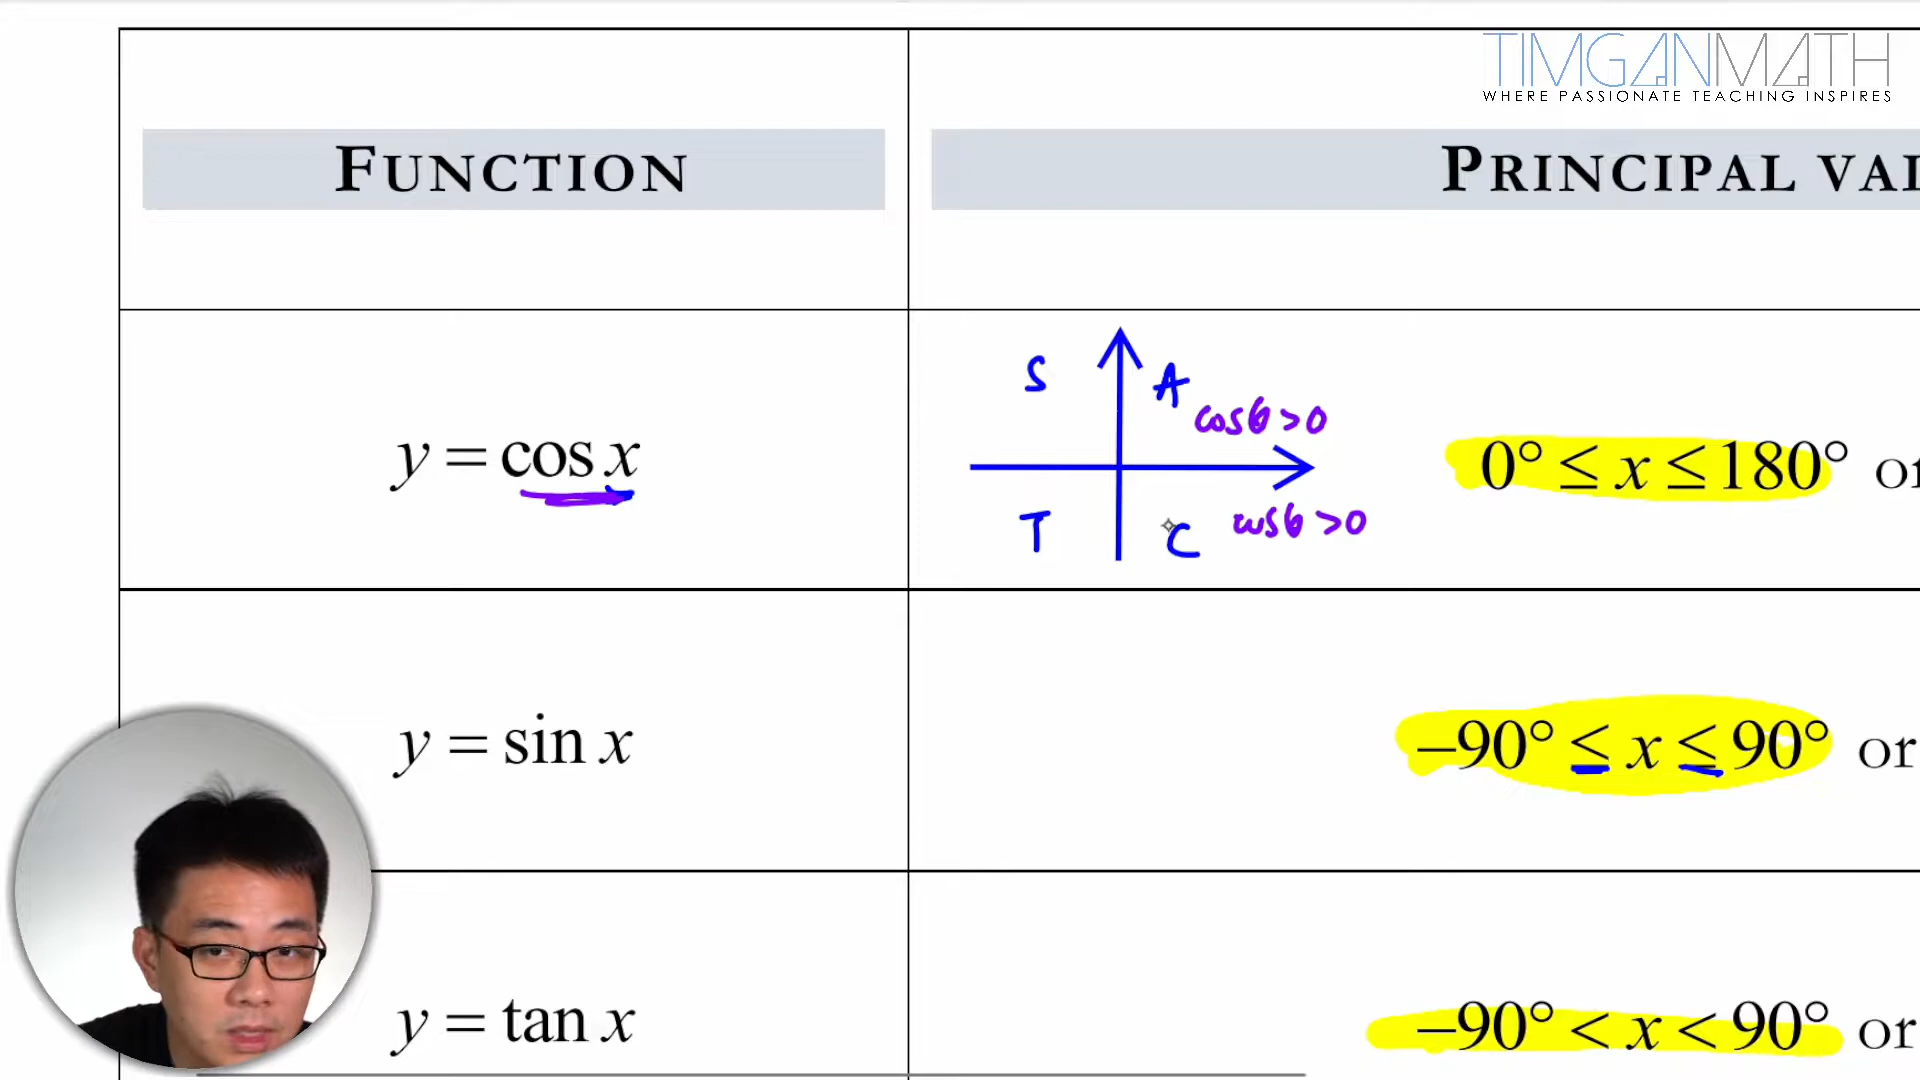 TIMGANMATH
WHERE PASSIONATE TEACHING INSPIRES
FUNCTION
PRINCIPAL
S
A
cosθ >0
y = cos x
0° ≤ x ≤ 180°
T
C
cosθ >0
y = sin x
–90° ≤ x ≤ 90° or
y = tan x
–90° < x < 90° or